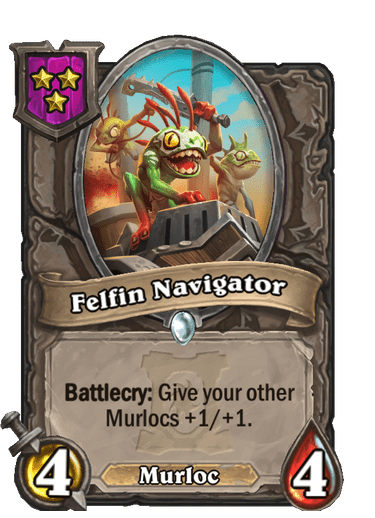 Felfin Navigator
Battlecry: Give your other
Murlocs +1/+1.
4
Murloc
4